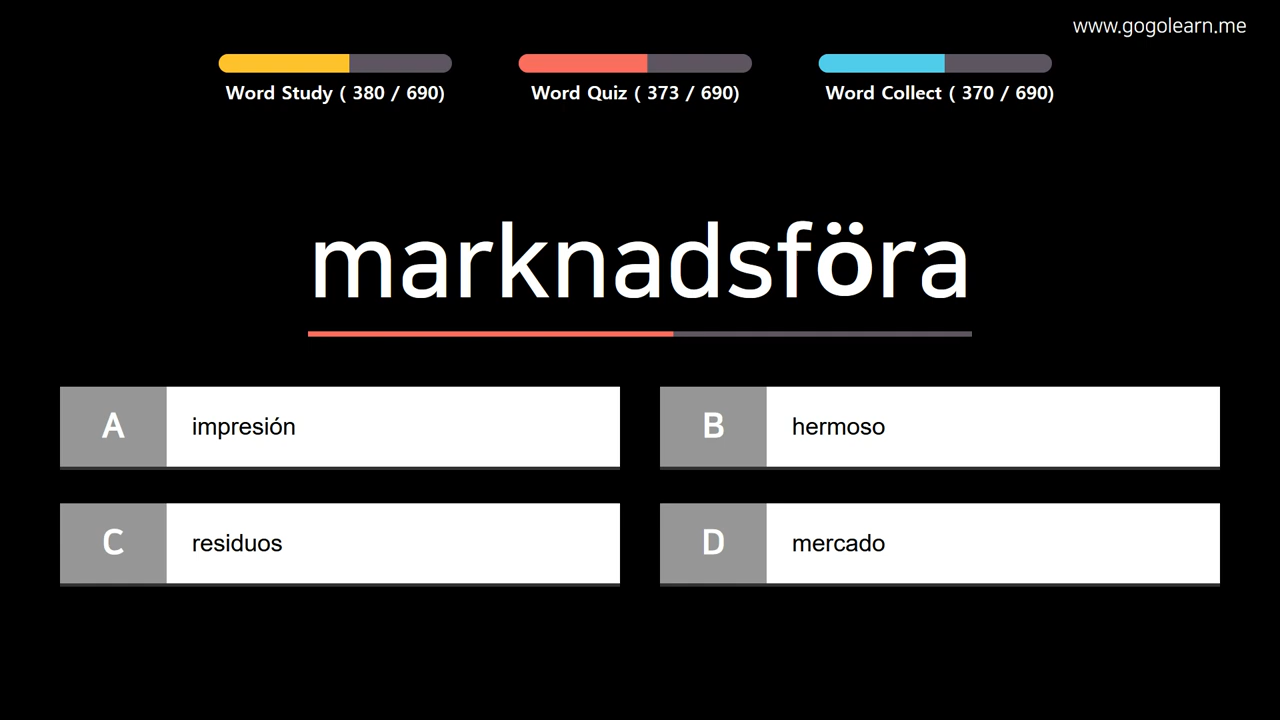 www.gogolearn.me
Word Study ( 380 / 690)
Word Quiz ( 373 / 690)
Word Collect ( 370 / 690)
marknadsföra
A impresión
B hermoso
C residuos
D mercado